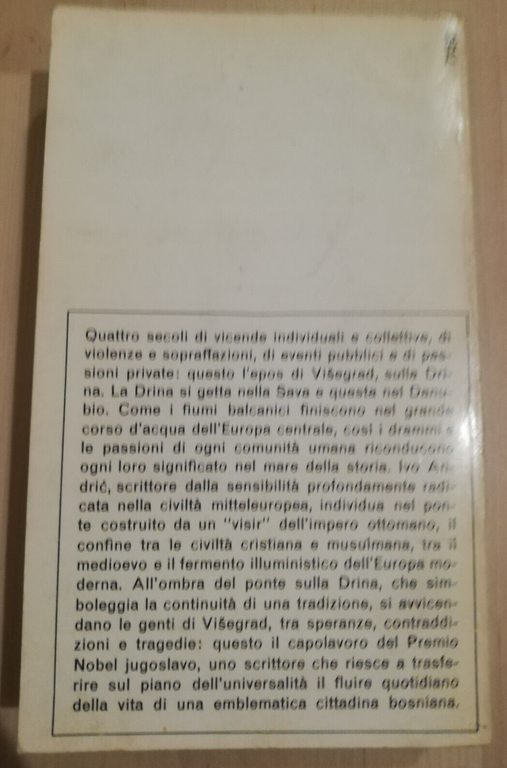 Quattro secoli di vicende individuali e collettive, di
violenze e sopraffazioni, di eventi pubblici e di pas-
sioni private: questo l'epos di Višegrad, sulla Dri-
na. La Drina si getta nella Sava e questa nel Danu-
bio. Come i fiumi balcanici finiscono nel grande
corso d'acqua dell'Europa centrale, così i drammi e
le passioni di ogni comunità umana riconducono
ogni loro significato nel mare della storia. Ivo An-
drić, scrittore dalla sensibilità profondamente radi-
cata nella civiltà mitteleuropea, individua nel pon-
te costruito da un "visir" dell'impero ottomano, il
confine tra le civiltà cristiana e musulmana, tra il
medioevo e il fermento illuministico dell'Europa mo-
derna. All'ombra del ponte sulla Drina, che sim-
boleggia la continuità di una tradizione, si avvicen-
dano le genti di Višegrad, tra speranze, contraddi-
zioni e tragedie: questo il capolavoro del Premio
Nobel jugoslavo, uno scrittore che riesce a trasfe-
rire sul piano dell'universalità il fluire quotidiano
della vita di una emblematica cittadina bosniana.